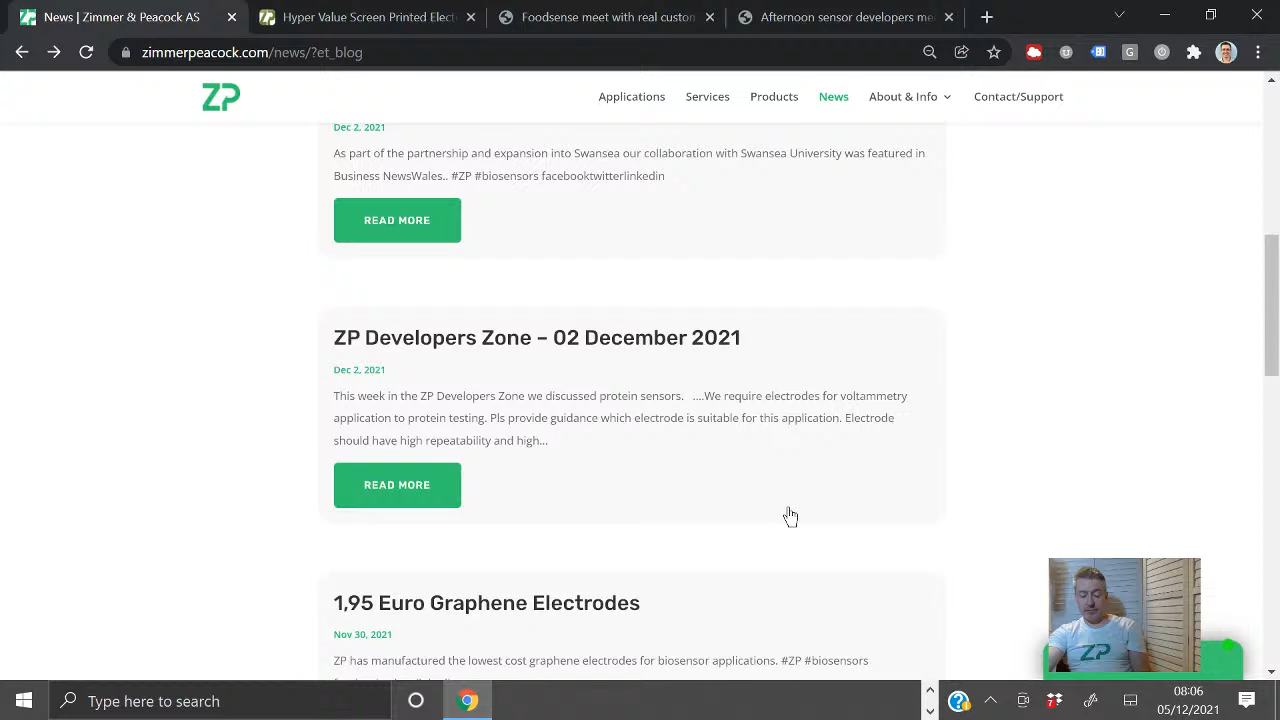 News | Zimmer & Peacock AS
Hyper Value Screen Printed Elect
Foodsense meet with real custom
Afternoon sensor developers me
zimmerpeacock.com/news/?et_blog
ZP
Applications
Services
Products
News
About & Info
Contact/Support
Dec 2, 2021
As part of the partnership and expansion into Swansea our collaboration with Swansea University was featured in
Business NewsWales.. #ZP #biosensors facebooktwitterlinkedin
READ MORE
ZP Developers Zone – 02 December 2021
Dec 2, 2021
This week in the ZP Developers Zone we discussed protein sensors. ....We require electrodes for voltammetry
application to protein testing. Pls provide guidance which electrode is suitable for this application. Electrode
should have high repeatability and high...
READ MORE
1,95 Euro Graphene Electrodes
Nov 30, 2021
ZP has manufactured the lowest cost graphene electrodes for biosensor applications. #ZP #biosensors
ZP
Type here to search
08:06
05/12/2021